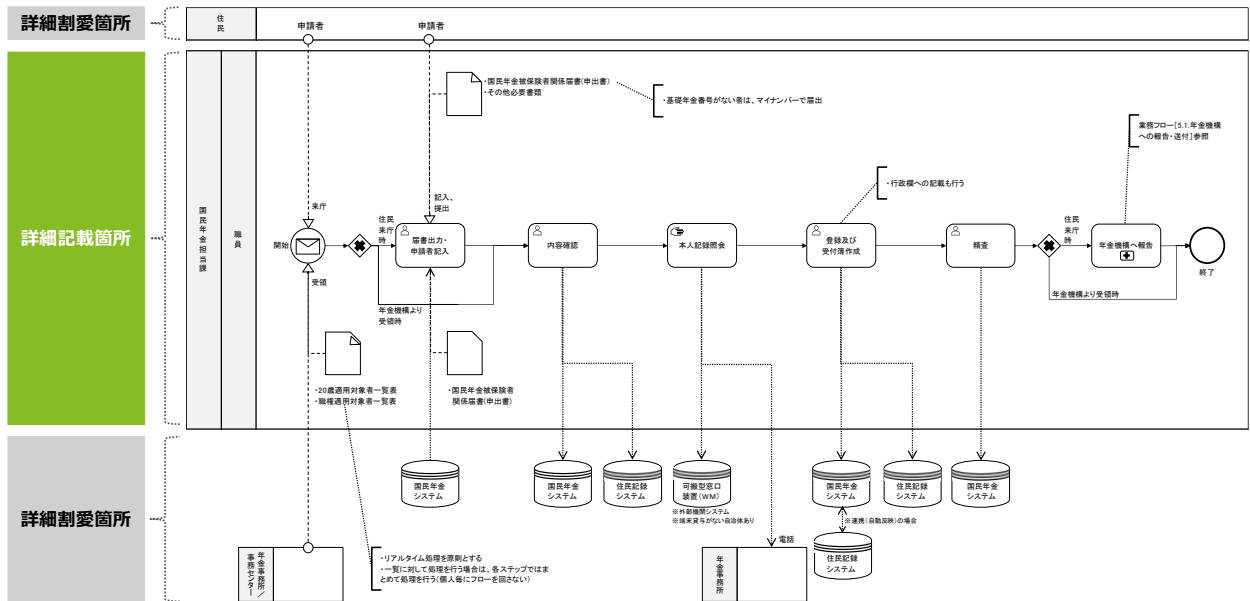 詳細割愛箇所
住民
申請者
申請者
詳細記載箇所
国民年金担当課
職員
・国民年金被保険者関係届書(申出書)
・その他必要書類
・基礎年金番号がない者は、マイナンバーで届出
業務フロー[5.1.年金機構
への報告・送付]参照
・行政欄への記載も行う
来庁
記入、
提出
開始
住民
来庁
時
届書出力・
申請者記入
内容確認
本人記録照会
登録及び
受付簿作成
精査
住民
来庁
時
年金機構へ報告
終了
受領
年金機構より
受領時
年金機構より受領時
・20歳適用対象者一覧表
・職権適用対象者一覧表
・国民年金被保険者
関係届書(申出書)
詳細割愛箇所
国民年金
システム
国民年金
システム
住民記録
システム
可搬型窓口
装置(WM)
※外部機関システム
※端末貸与がない自治体あり
国民年金
システム
住民記録
システム
国民年金
システム
※連携(自動反映)の場合
住民記録
システム
電話
年金事務所／
事務センター
・リアルタイム処理を原則とする
・一覧に対して処理を行う場合は、各ステップではま
とめて処理を行う(個人毎にフローを回さない)
年金事務所